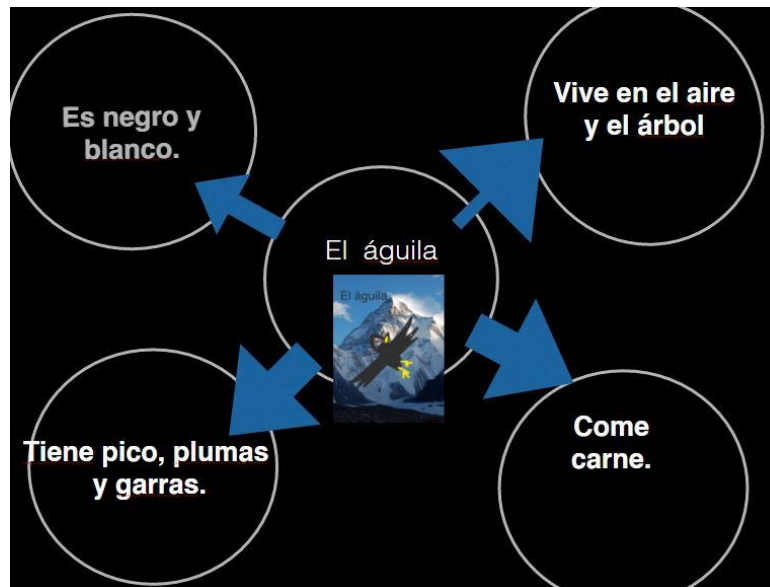 Es negro y
blanco.
Vive en el aire
y el árbol
El águila
El águila
Tiene pico, plumas
y garras.
Come
carne.